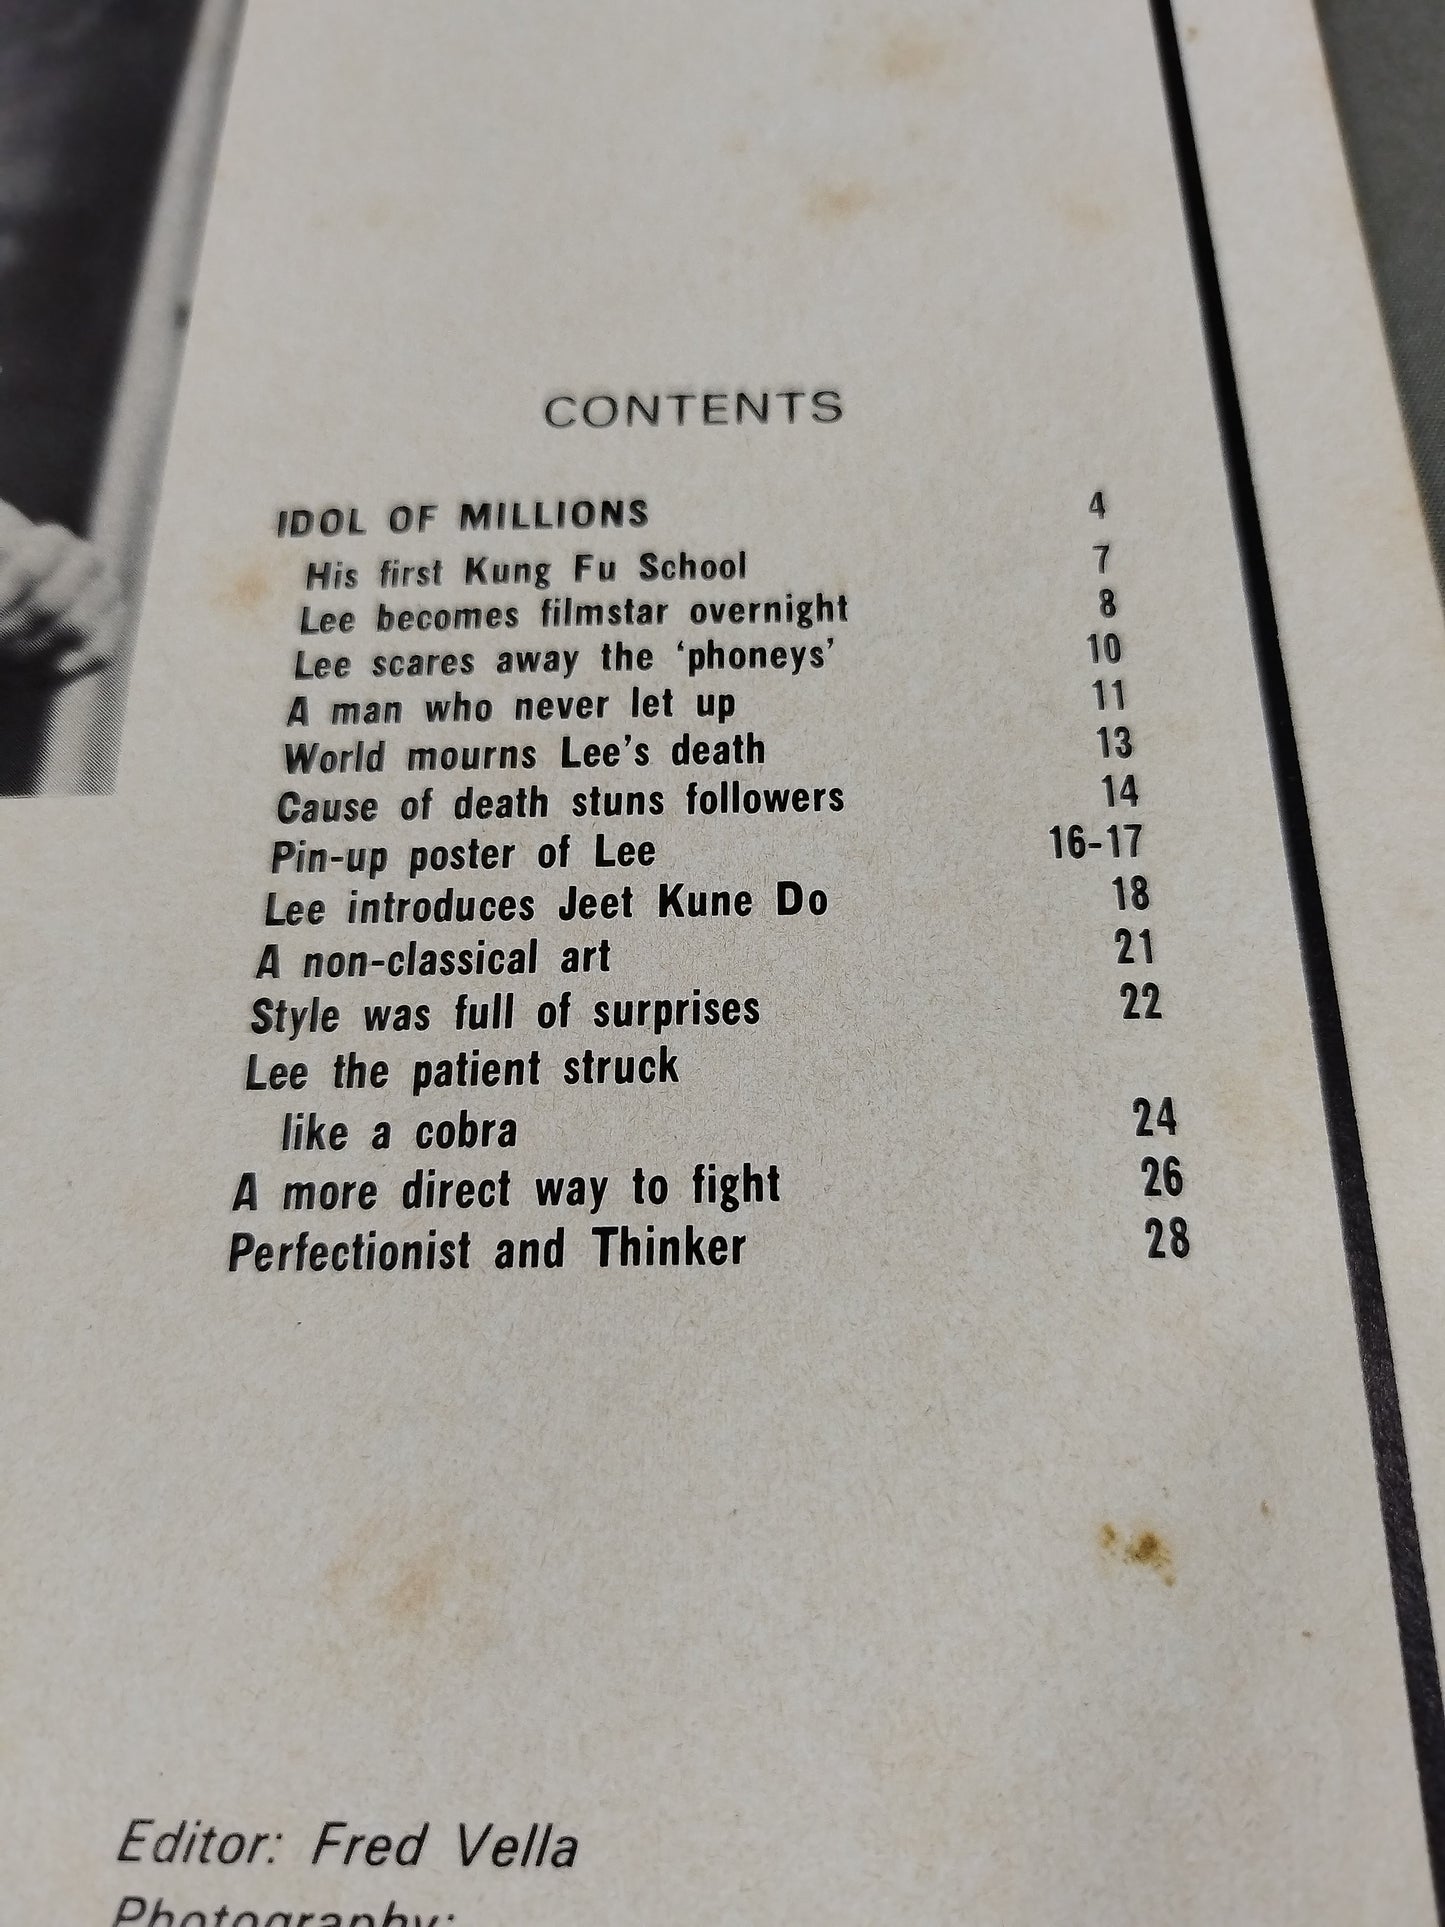 CONTENTS
IDOL OF MILLIONS 4
His first Kung Fu School 7
Lee becomes filmstar overnight 8
Lee scares away the ‘phoneys’ 10
A man who never let up 11
World mourns Lee’s death 13
Cause of death stuns followers 14
Pin-up poster of Lee 16-17
Lee introduces Jeet Kune Do 18
A non-classical art 21
Style was full of surprises 22
Lee the patient struck
like a cobra 24
A more direct way to fight 26
Perfectionist and Thinker 28
Editor: Fred Vella
Photography: